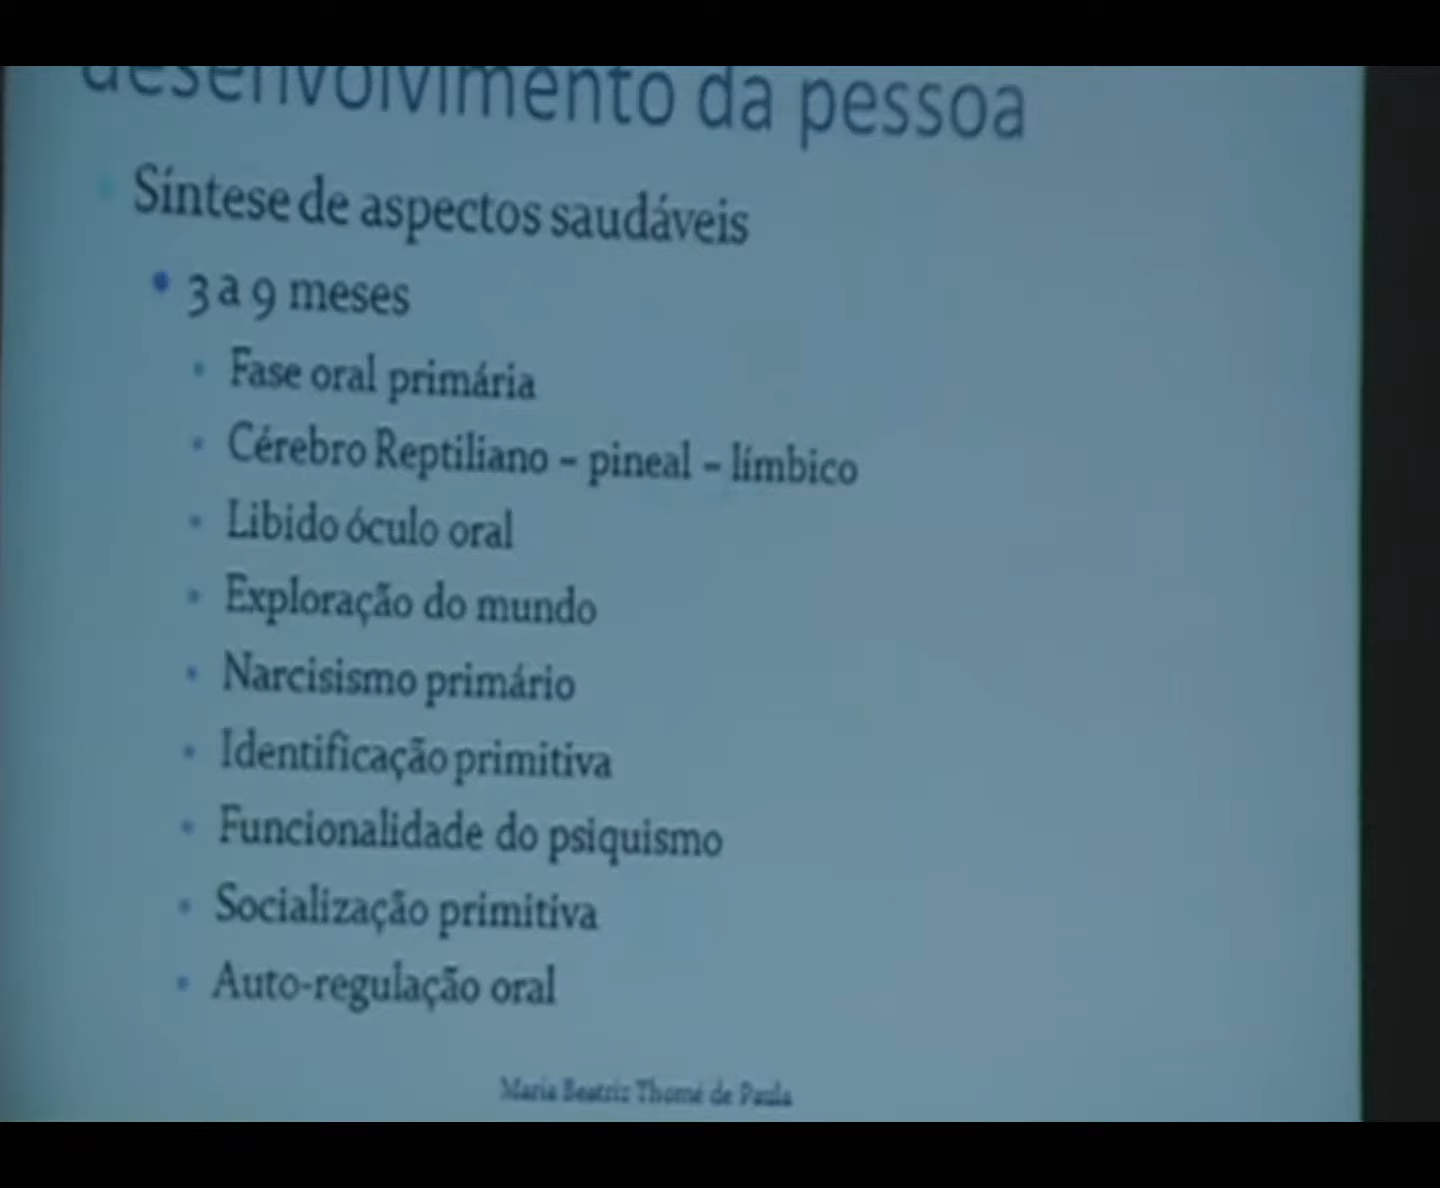 desenvolvimento da pessoa
Síntese de aspectos saudáveis
3 a 9 meses
Fase oral primária
Cérebro Reptiliano – pineal – límbico
Libido óculo oral
Exploração do mundo
Narcisismo primário
Identificação primitiva
Funcionalidade do psiquismo
Socialização primitiva
Auto-regulação oral
Maria Beatriz Thomé de Paula